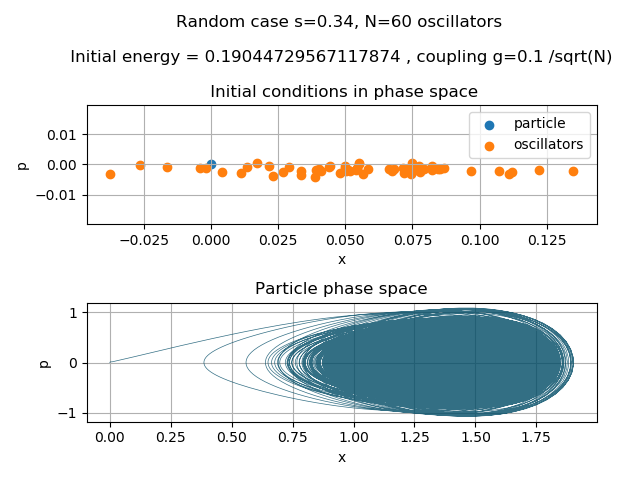 Random case s=0.34, N=60 oscillators
Initial energy = 0.19044729567117874 , coupling g=0.1 /sqrt(N)
Initial conditions in phase space
particle
oscillators
0.01
0.00
−0.01
p
−0.025 0.000 0.025 0.050 0.075 0.100 0.125
x
Particle phase space
1
0
−1
p
0.00 0.25 0.50 0.75 1.00 1.25 1.50 1.75
x